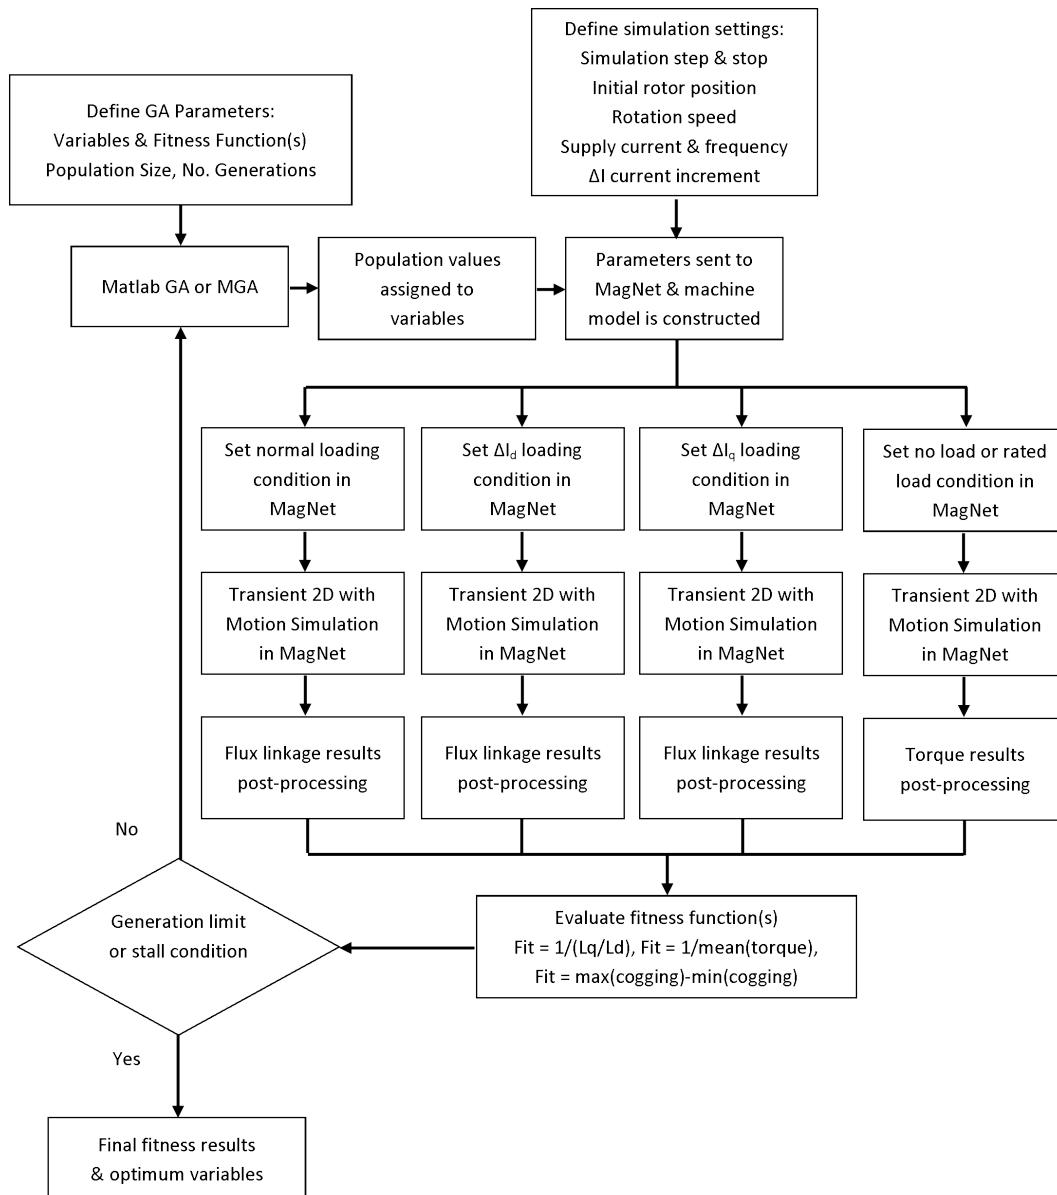 Define simulation settings:
Simulation step & stop
Initial rotor position
Rotation speed
Supply current & frequency
ΔI current increment
Define GA Parameters:
Variables & Fitness Function(s)
Population Size, No. Generations
Matlab GA or MGA
Population values
assigned to
variables
Parameters sent to
MagNet & machine
model is constructed
Set normal loading
condition in
MagNet
Set ΔId loading
condition in
MagNet
Set ΔIq loading
condition in
MagNet
Set no load or rated
load condition in
MagNet
Transient 2D with
Motion Simulation
in MagNet
Transient 2D with
Motion Simulation
in MagNet
Transient 2D with
Motion Simulation
in MagNet
Transient 2D with
Motion Simulation
in MagNet
Flux linkage results
post-processing
Flux linkage results
post-processing
Flux linkage results
post-processing
Torque results
post-processing
No
Generation limit
or stall condition
Evaluate fitness function(s)
Fit = 1/(Lq/Ld), Fit = 1/mean(torque),
Fit = max(cogging)-min(cogging)
Yes
Final fitness results
& optimum variables